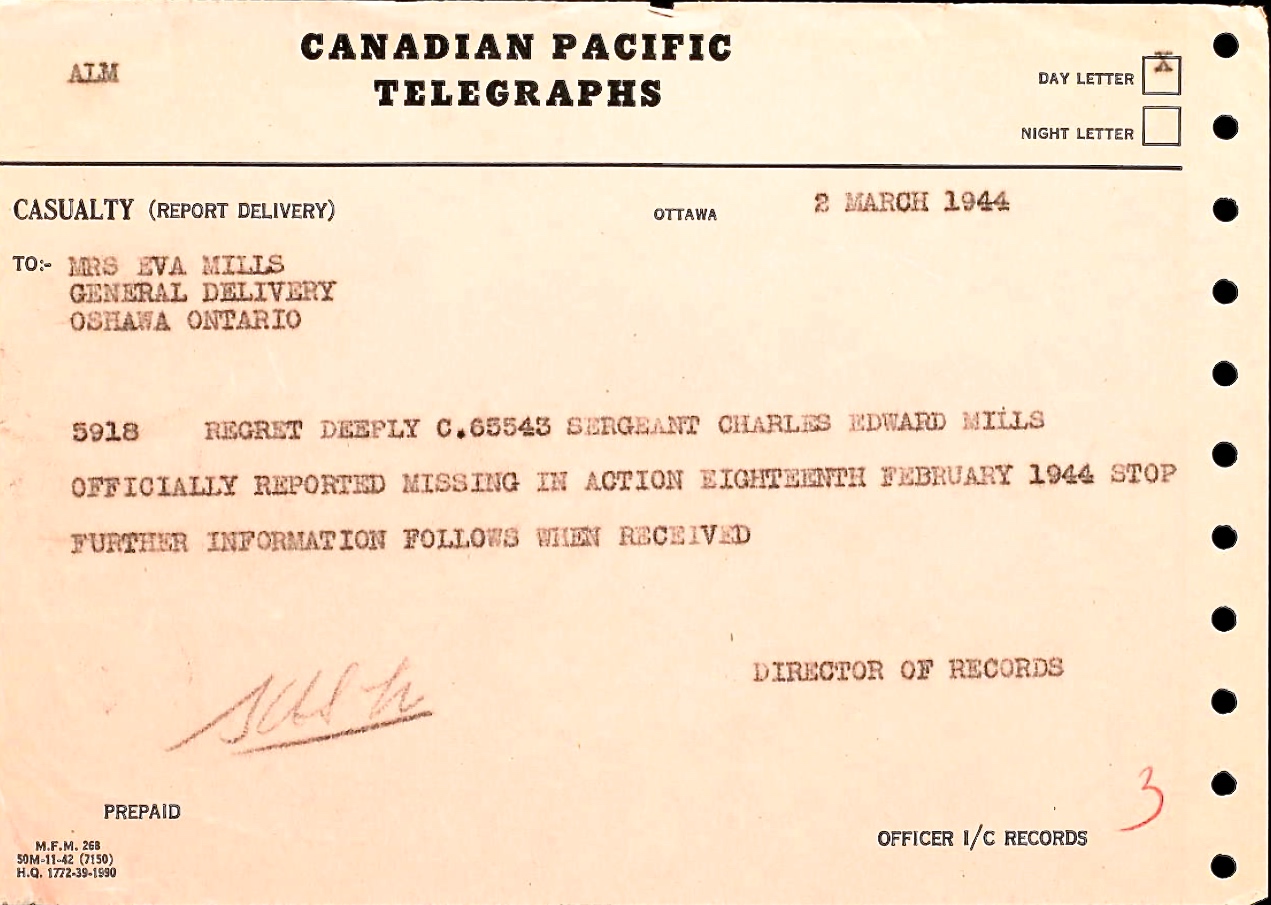 ALM
CANADIAN PACIFIC
TELEGRAPHS
DAY LETTER X
NIGHT LETTER
CASUALTY (REPORT DELIVERY)
OTTAWA
2 MARCH 1944
TO:- MRS EVA MILLS
GENERAL DELIVERY
OSHAWA ONTARIO
5918 REGRET DEEPLY C.65543 SERGEANT CHARLES EDWARD MILLS
OFFICIALLY REPORTED MISSING IN ACTION EIGHTEENTH FEBRUARY 1944 STOP
FURTHER INFORMATION FOLLOWS WHEN RECEIVED
DIRECTOR OF RECORDS
3
PREPAID
OFFICER I/C RECORDS
M.F.M. 268
50M-11-42 (7150)
H.Q. 1772-39-1990